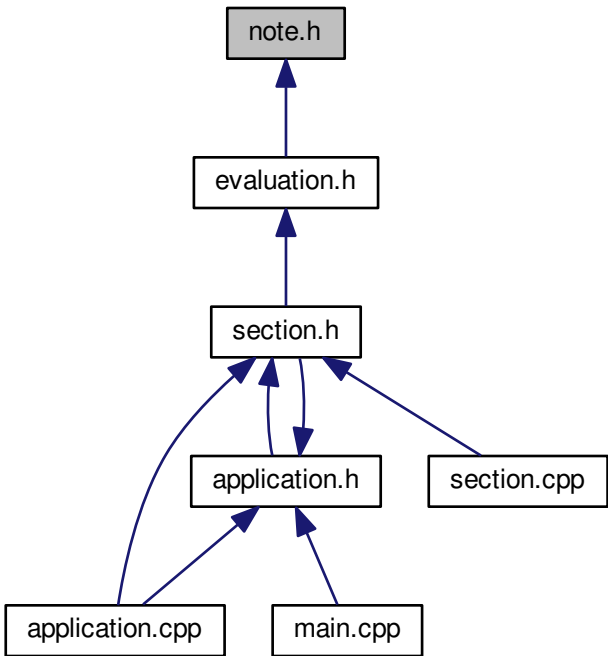 note.h
evaluation.h
section.h
application.h
section.cpp
application.cpp
main.cpp